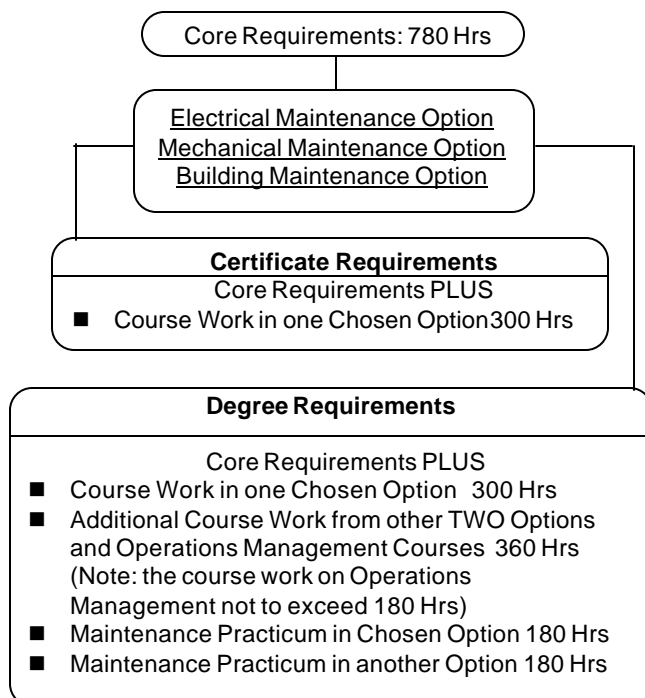 Core Requirements: 780 Hrs
Electrical Maintenance Option
Mechanical Maintenance Option
Building Maintenance Option
Certificate Requirements
Core Requirements PLUS
■ Course Work in one Chosen Option 300 Hrs
Degree Requirements
Core Requirements PLUS
■ Course Work in one Chosen Option 300 Hrs
■ Additional Course Work from other TWO Options
and Operations Management Courses 360 Hrs
(Note: the course work on Operations
Management not to exceed 180 Hrs)
■ Maintenance Practicum in Chosen Option 180 Hrs
■ Maintenance Practicum in another Option 180 Hrs